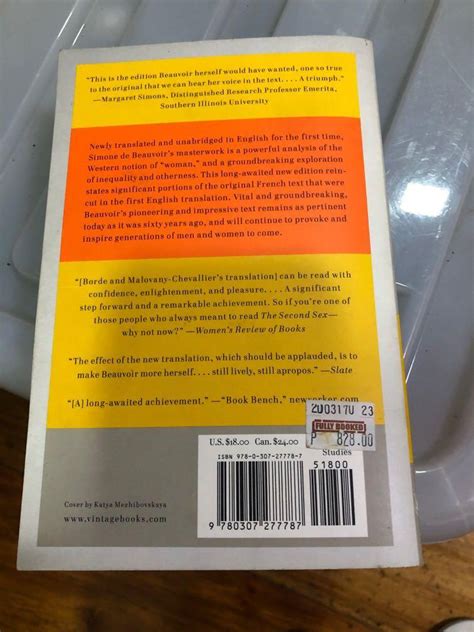 "This is the edition Beauvoir herself would have wanted, one so true
to the original that we can hear her voice in the text. . . . A triumph."
—Margaret Simons, Distinguished Research Professor Emerita,
Southern Illinois University
Newly translated and unabridged in English for the first time,
Simone de Beauvoir's masterwork is a powerful analysis of the
Western notion of "woman," and a groundbreaking exploration
of inequality and otherness. This long-awaited new edition rein-
states significant portions of the original French text that were
cut in the first English translation. Vital and groundbreaking,
Beauvoir's pioneering and impressive text remains as pertinent
today as it was sixty years ago, and will continue to provoke and
inspire generations of men and women to come.
"[Borde and Malovany-Chevallier's translation] can be read with
confidence, enlightenment, and pleasure. . . . A significant
step forward and a remarkable achievement. So if you're one of
those people who always meant to read The Second Sex—
why not now?" —Women's Review of Books
"The effect of the new translation, which should be applauded, is to
make Beauvoir more herself. . . . still lively, still apropos." —Slate
"[A] long-awaited achievement." —"Book Bench," newyorker.com
200317U 23
FULLY BOOKED
P 828.00
U.S. $18.00 Can. $24.00
Studies
ISBN 978-0-307-27778-7
51800
9 780307 277787
Cover by Katya Mezhibovskaya
www.vintagebooks.com